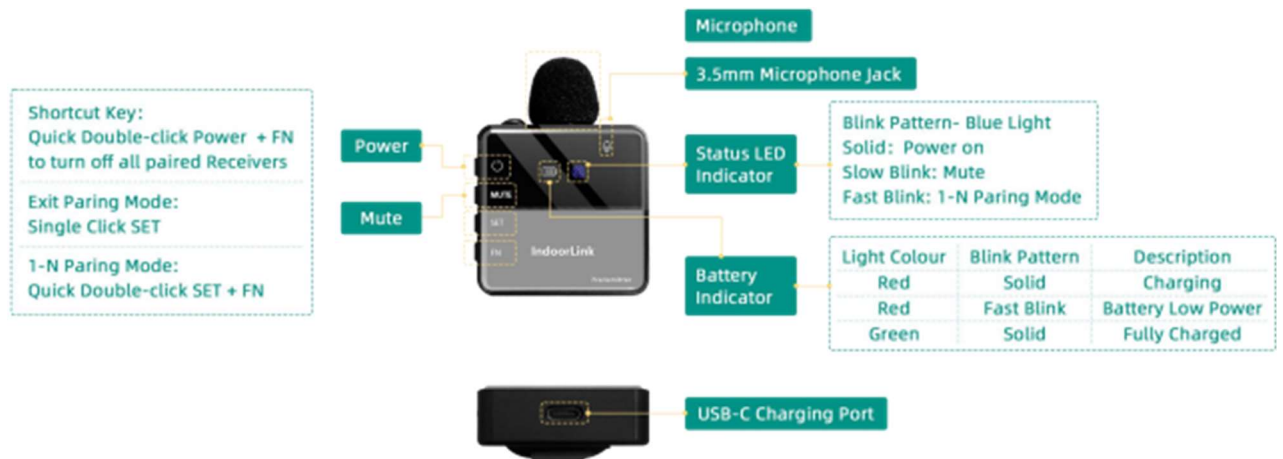 Microphone
3.5mm Microphone Jack
Shortcut Key:
Quick Double-click Power + FN
to turn off all paired Receivers
Exit Paring Mode:
Single Click SET
1-N Paring Mode:
Quick Double-click SET + FN
Power
Mute
MUTE
SET
FN
IndoorLink
Status LED
Indicator
Blink Pattern- Blue Light
Solid: Power on
Slow Blink: Mute
Fast Blink: 1-N Paring Mode
Battery
Indicator
Light Colour Blink Pattern Description
Red Solid Charging
Red Fast Blink Battery Low Power
Green Solid Fully Charged
USB-C Charging Port